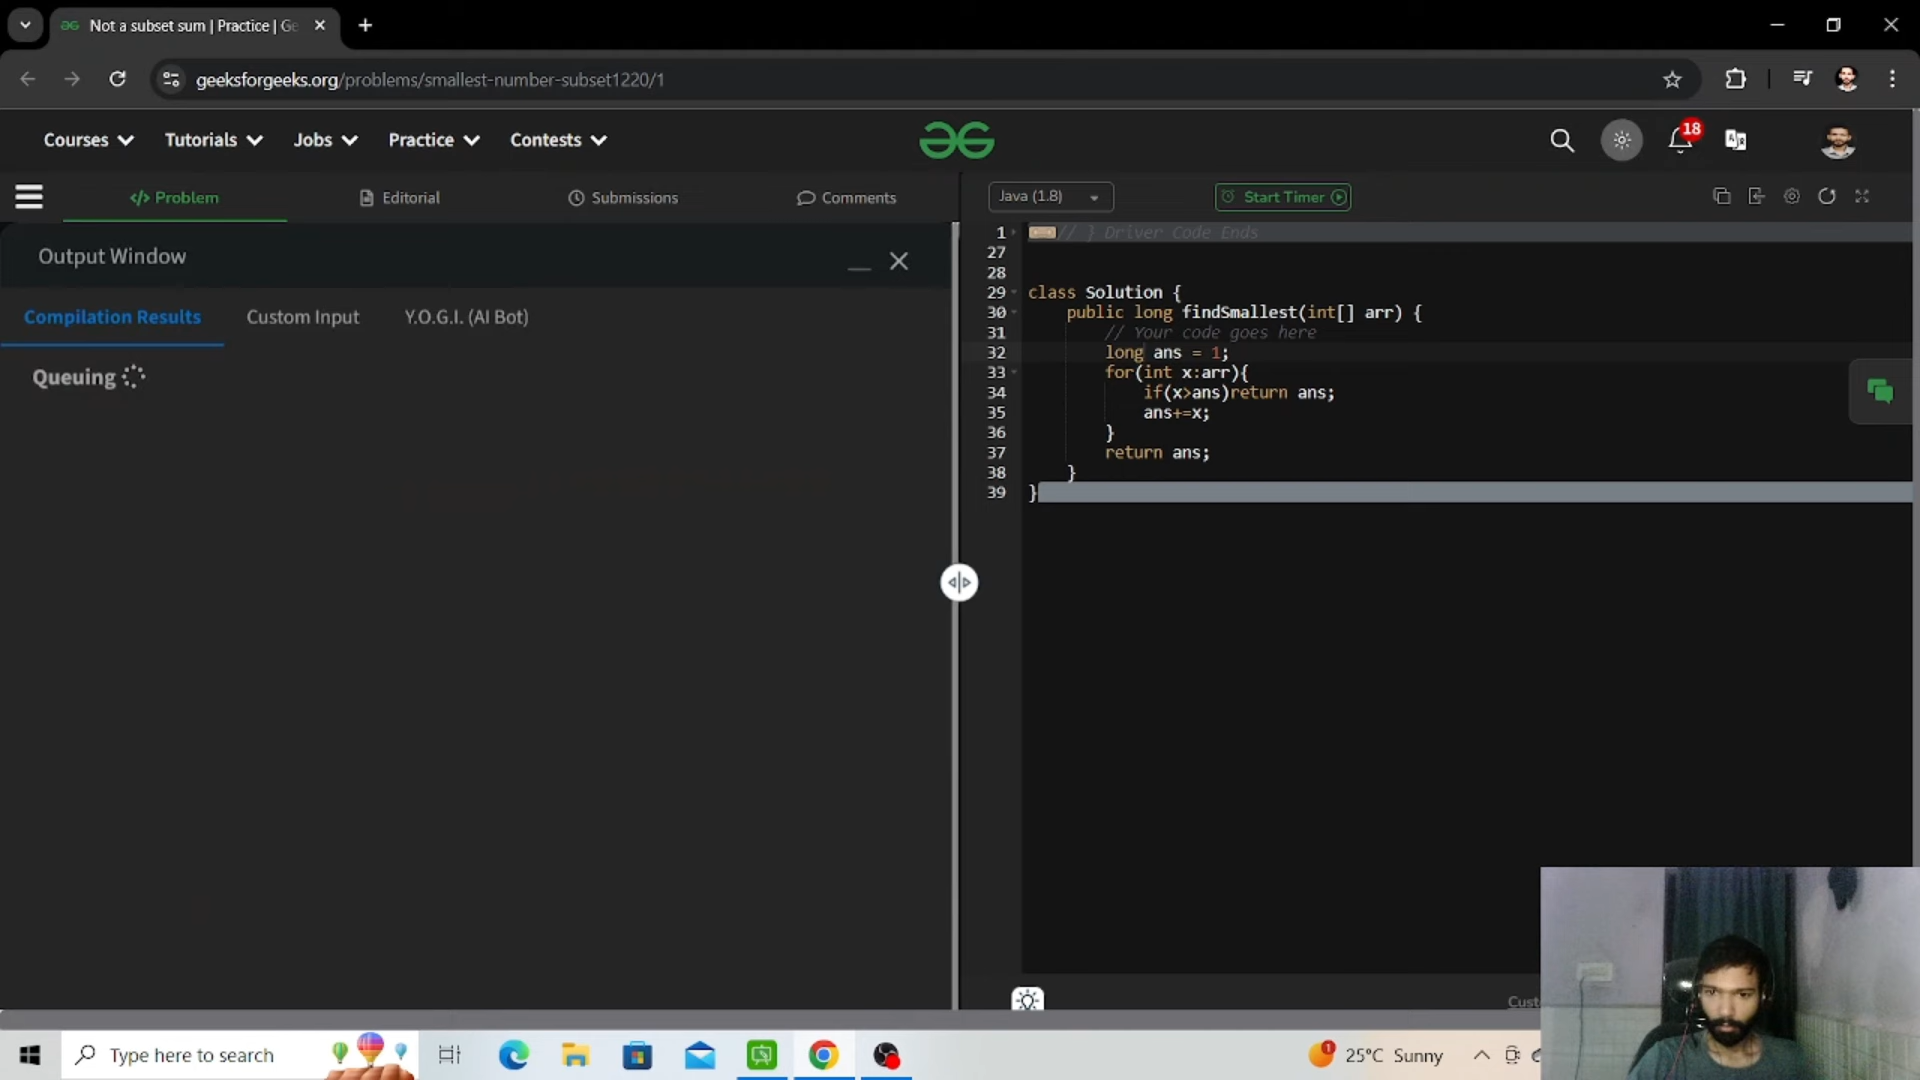 Not a subset sum | Practice | Ge
geeksforgeeks.org/problems/smallest-number-subset1220/1
Courses Tutorials Jobs Practice Contests
18
Problem Editorial Submissions Comments
Java (1.8) Start Timer
Output Window
Compilation Results Custom Input Y.O.G.I. (AI Bot)
Queuing
1 // } Driver Code Ends
27
28
29 class Solution {
30 public long findSmallest(int[] arr) {
31 // Your code goes here
32 long ans = 1;
33 for(int x:arr){
34 if(x>ans)return ans;
35 ans+=x;
36 }
37 return ans;
38 }
39 }
Type here to search
1 25°C Sunny